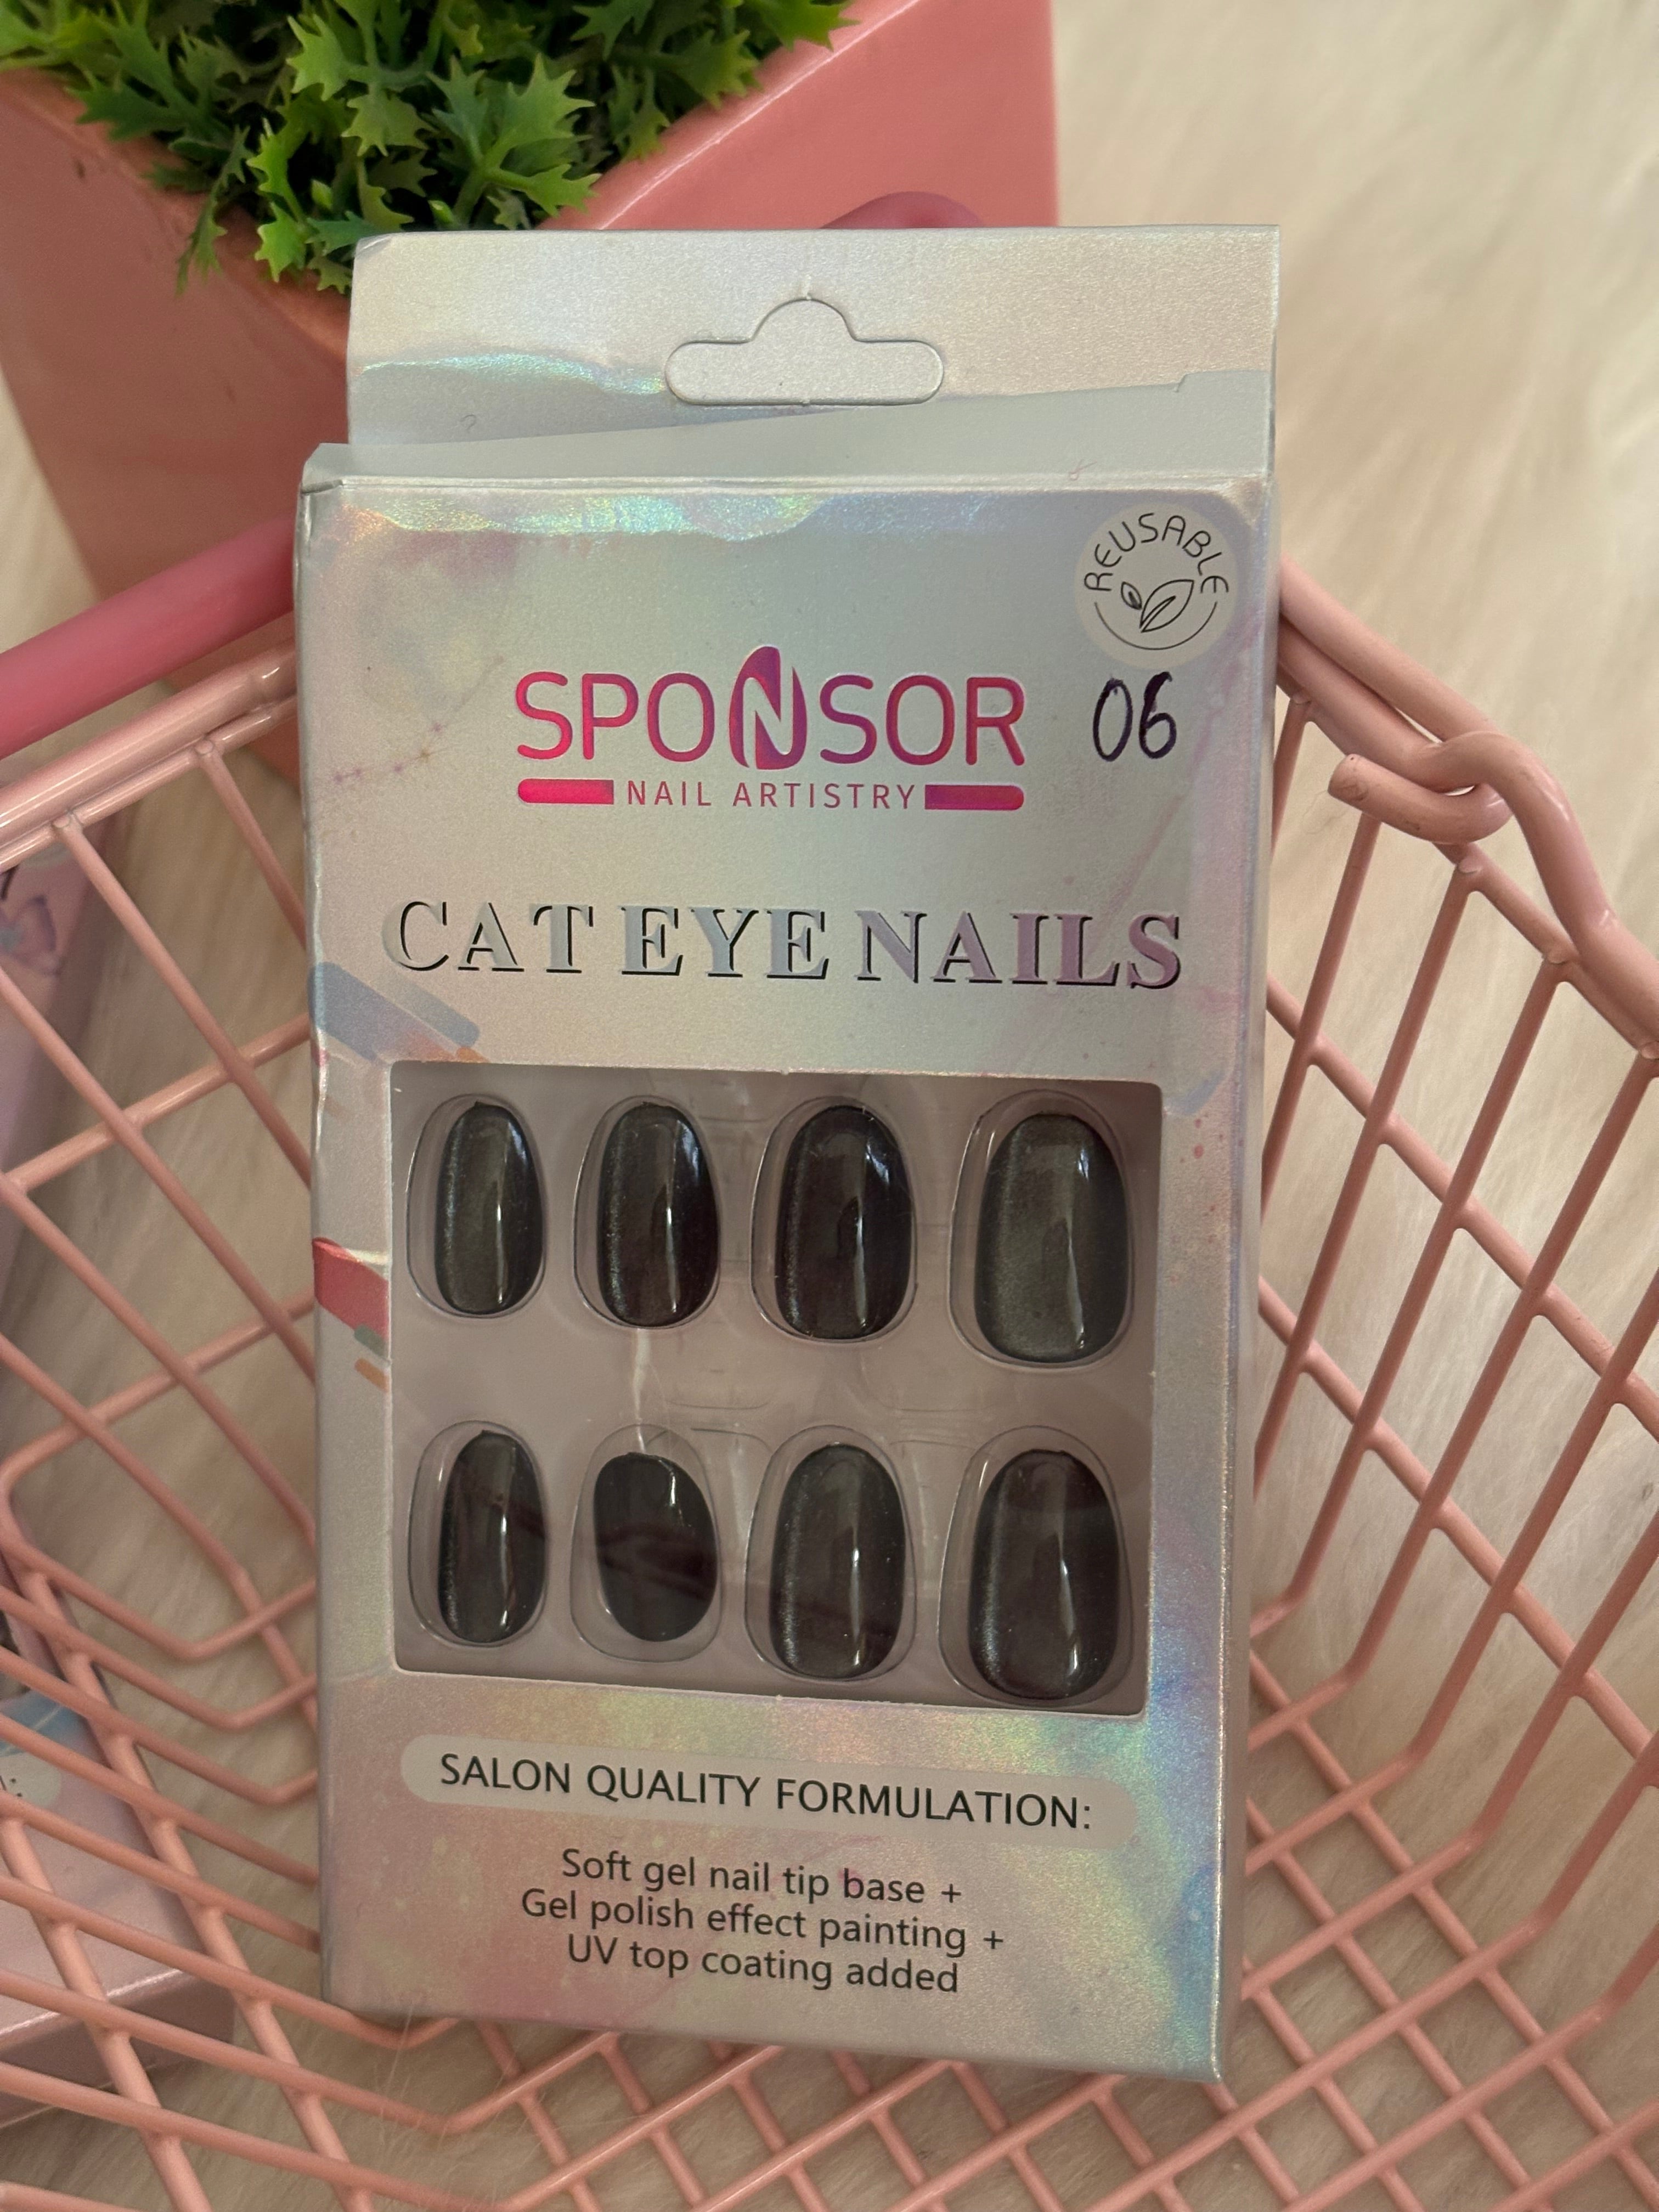 REUSABLE
SPONSOR
06
NAIL ARTISTRY
CAT EYE NAILS
SALON QUALITY FORMULATION:
Soft gel nail tip base +
Gel polish effect painting +
UV top coating added